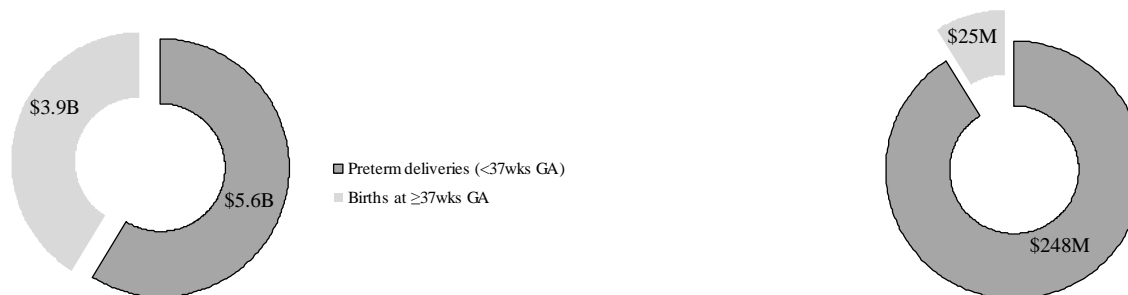 $3.9B
$5.6B
Preterm deliveries (<37wks GA)
Births at ≥37wks GA
$25M
$248M